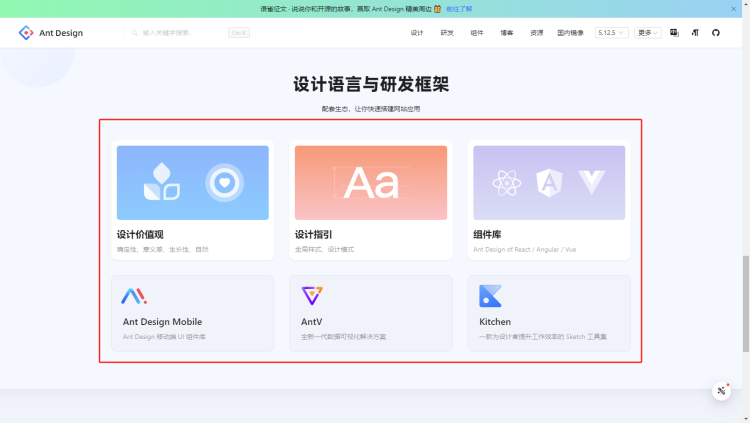 语雀征文 · 说说你和开源的故事，赢取 Ant Design 精美周边 🎁 前往了解
Ant Design
输入关键字搜索
Ctrl K
设计 研发 组件 博客 资源 国内镜像 5.12.5 更多
设计语言与研发框架
配套生态，让你快速搭建网站应用
Aa
设计价值观 设计指引 组件库
确定性、意义感、生长性、自然 全局样式、设计模式 Ant Design of React / Angular / Vue
Ant Design Mobile AntV Kitchen
Ant Design 移动端 UI 组件库 全新一代数据可视化解决方案 一款为设计者提升工作效率的 Sketch 工具集